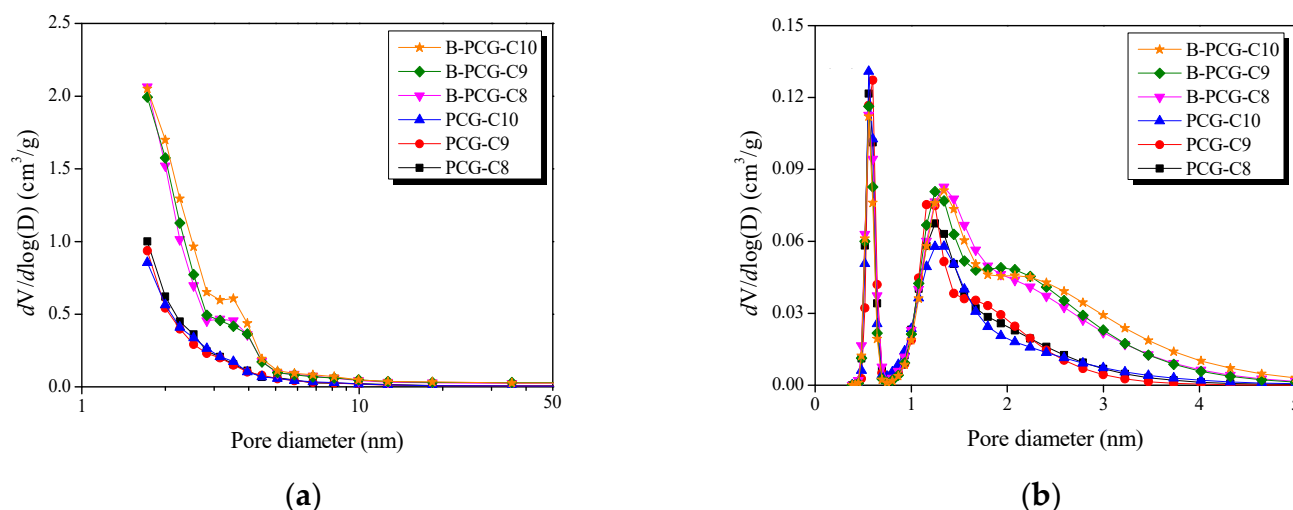 2.5
2.0
1.5
1.0
0.5
0.0
dV/dlog(D) (cm³/g)
B-PCG-C10
B-PCG-C9
B-PCG-C8
PCG-C10
PCG-C9
PCG-C8
1
10
50
Pore diameter (nm)
(a)
0.15
0.12
0.09
0.06
0.03
0.00
dV/dlog(D) (cm³/g)
B-PCG-C10
B-PCG-C9
B-PCG-C8
PCG-C10
PCG-C9
PCG-C8
0
1
2
3
4
Pore diameter (nm)
(b)